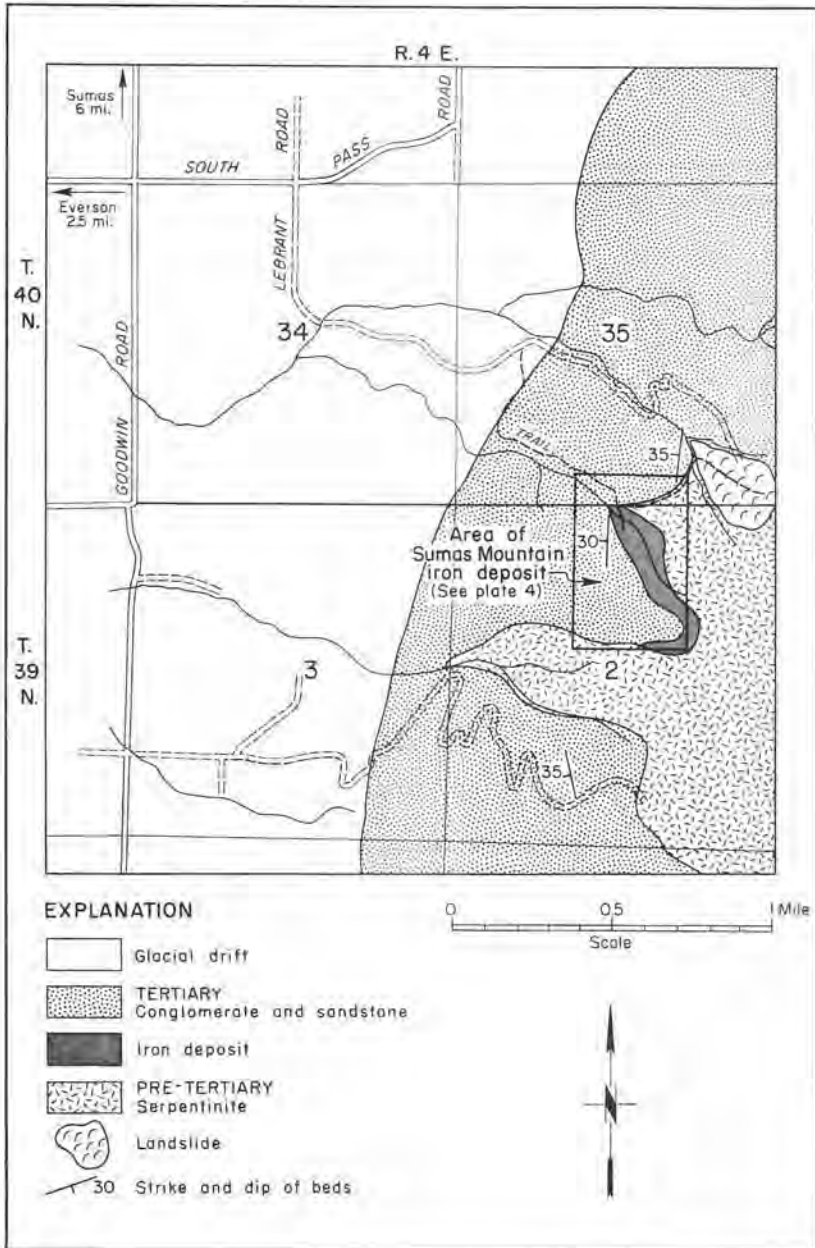 R. 4 E.
Sumas
6 mi.
ROAD
ROAD
SOUTH
PASS
Everson
2.5 mi.
LEBRANT
T.
40
N.
34
35
ROAD
GOODWIN
TRAIL
35
Area of
Sumas Mountain
iron deposit
(See plate 4)
30
T.
39
N.
3
2
35
EXPLANATION
Glacial drift
TERTIARY
Conglomerate and sandstone
Iron deposit
PRE-TERTIARY
Serpentinite
Landslide
30 Strike and dip of beds
0 0.5 1 Mile
Scale